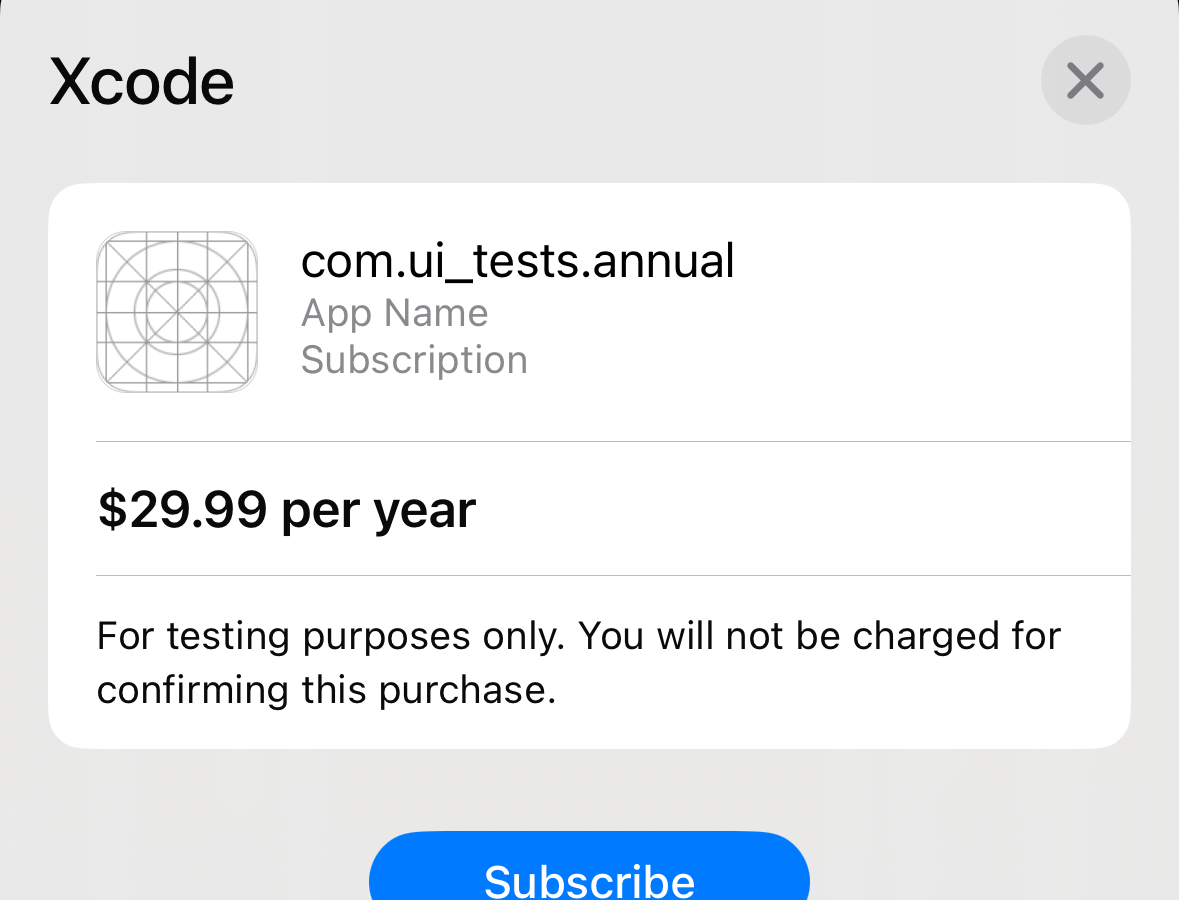 Xcode
com.ui_tests.annual
App Name
Subscription
$29.99 per year
For testing purposes only. You will not be charged for
confirming this purchase.
Subscribe